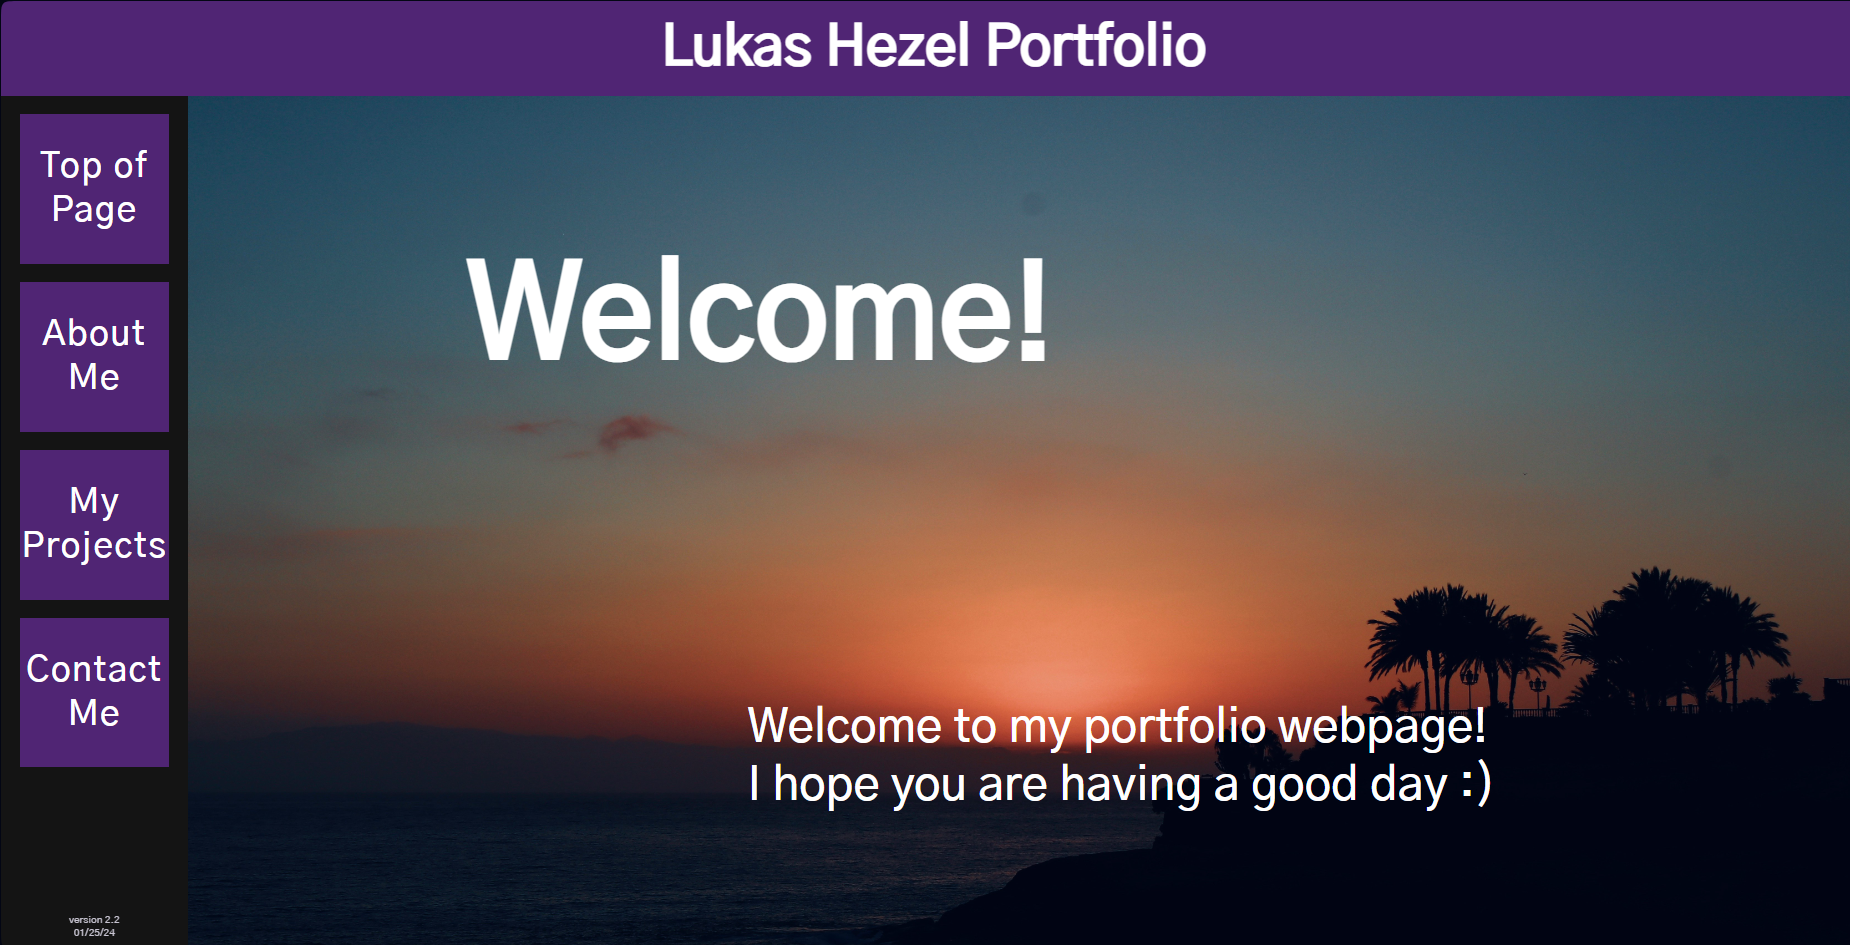 Lukas Hezel Portfolio
Top of
Page
About
Me
My
Projects
Contact
Me
version 2.2
01/25/24
Welcome!
Welcome to my portfolio webpage!
I hope you are having a good day :)